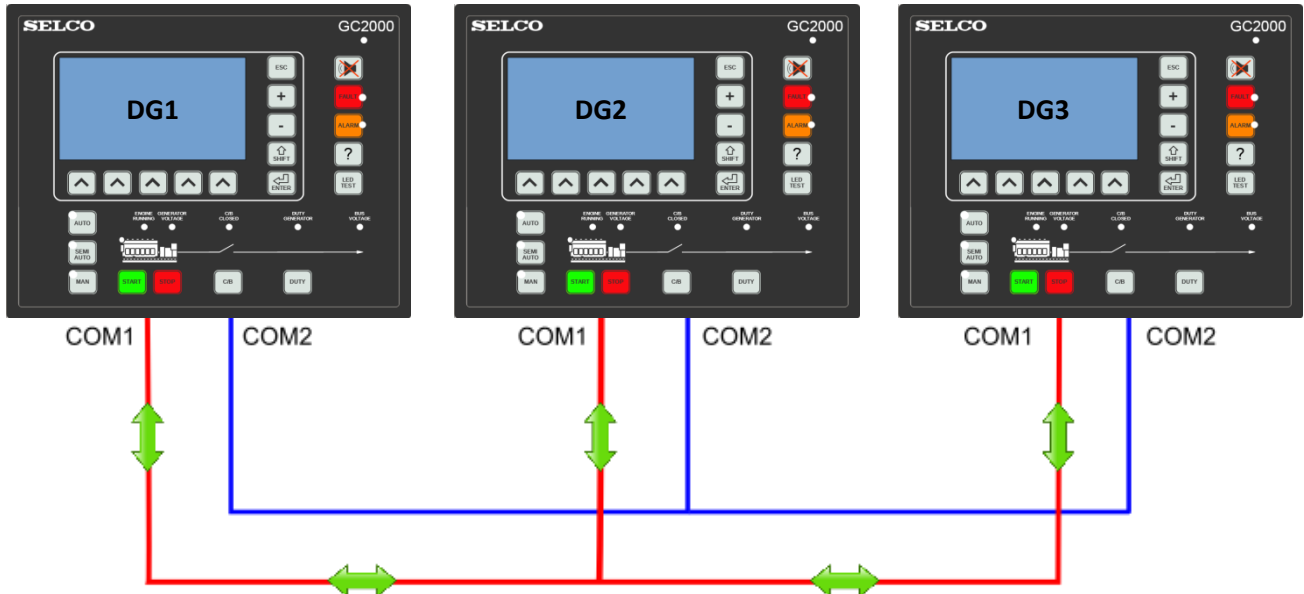 SELCO GC2000
DG1
ESC
+
-
SHIFT
ENTER
FAULT
ALARM
?
LED
TEST
AUTO
SEMI
AUTO
MAN
ENGINE
RUNNING
GENERATOR
VOLTAGE
C/B
CLOSED
DUTY
GENERATOR
BUS
VOLTAGE
START
STOP
C/B
DUTY
SELCO GC2000
DG2
ESC
+
-
SHIFT
ENTER
FAULT
ALARM
?
LED
TEST
AUTO
SEMI
AUTO
MAN
ENGINE
RUNNING
GENERATOR
VOLTAGE
C/B
CLOSED
DUTY
GENERATOR
BUS
VOLTAGE
START
STOP
C/B
DUTY
SELCO GC2000
DG3
ESC
+
-
SHIFT
ENTER
FAULT
ALARM
?
LED
TEST
AUTO
SEMI
AUTO
MAN
ENGINE
RUNNING
GENERATOR
VOLTAGE
C/B
CLOSED
DUTY
GENERATOR
BUS
VOLTAGE
START
STOP
C/B
DUTY
COM1 COM2 COM1 COM2 COM1 COM2